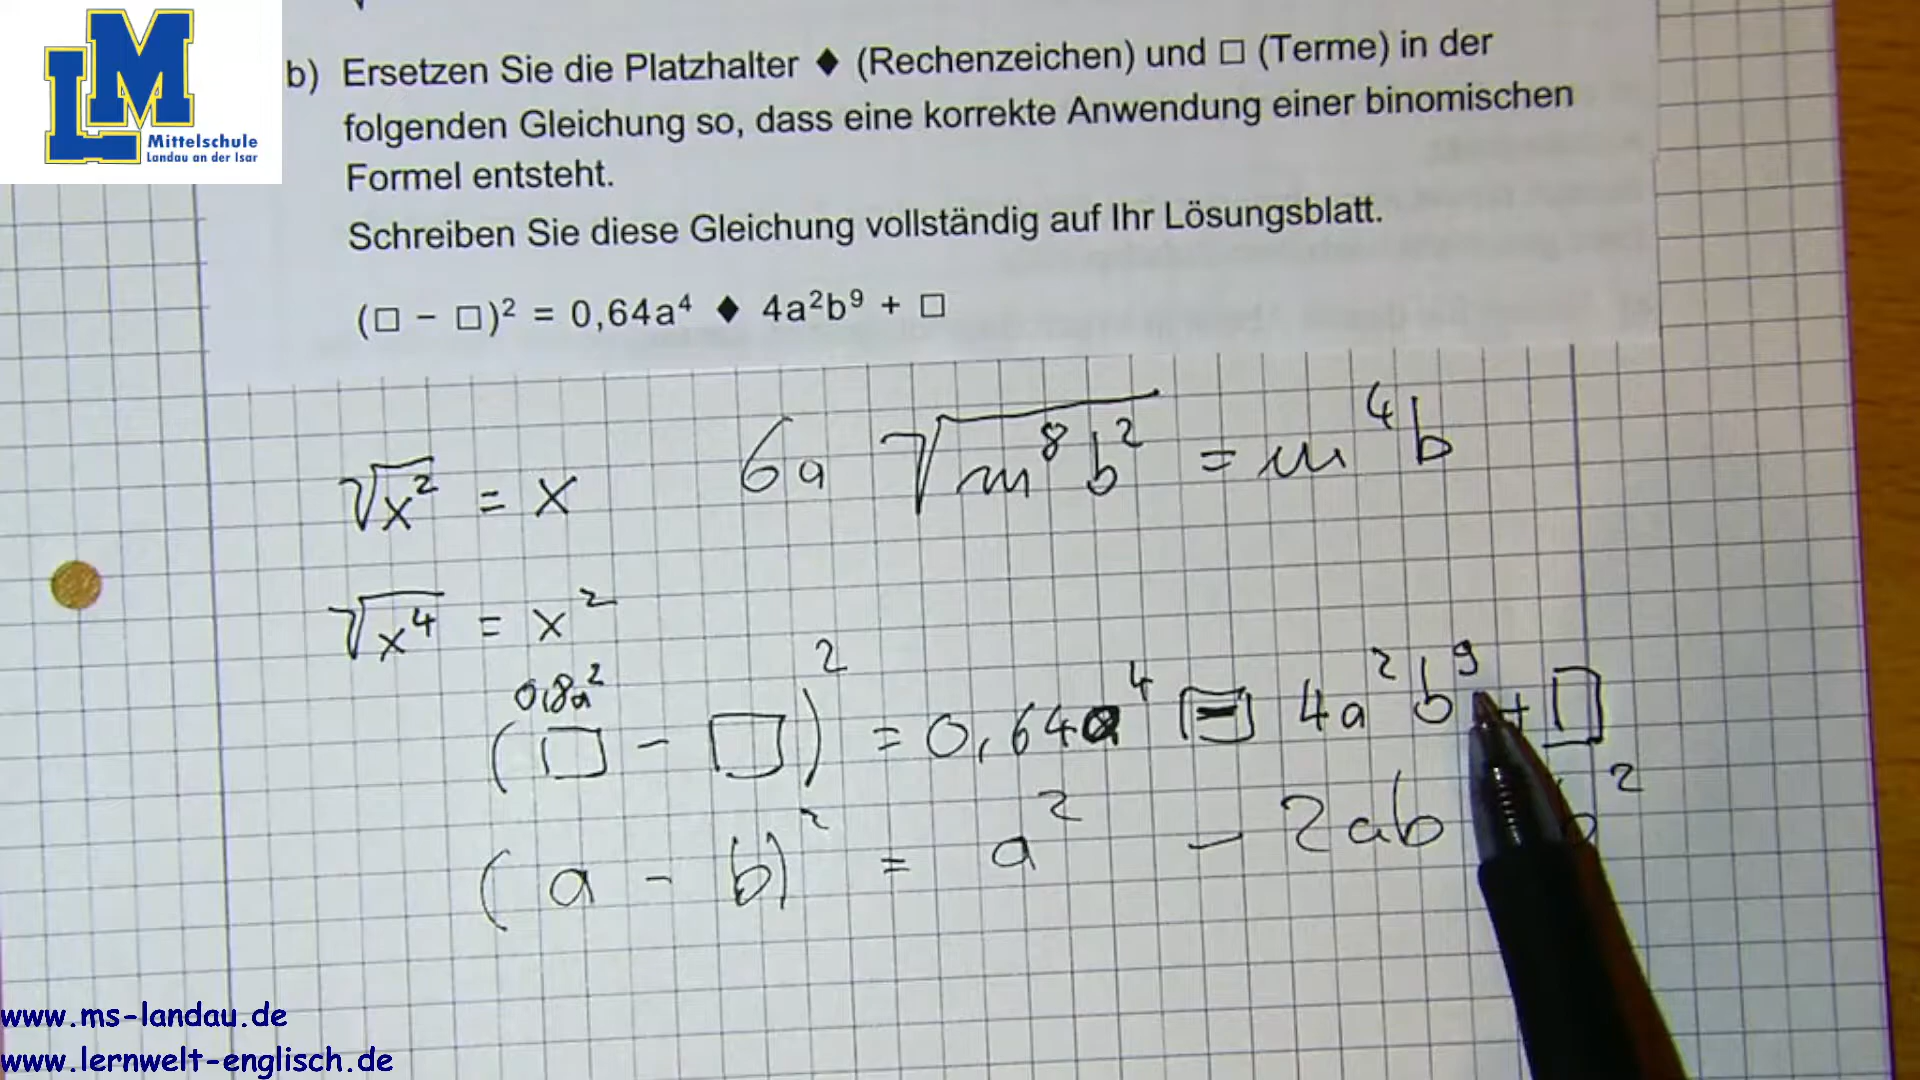 LM
Mittelschule
Landau an der Isar
b) Ersetzen Sie die Platzhalter ♦ (Rechenzeichen) und □ (Terme) in der
folgenden Gleichung so, dass eine korrekte Anwendung einer binomischen
Formel entsteht.
Schreiben Sie diese Gleichung vollständig auf Ihr Lösungsblatt.
(□ − □)² = 0,64a⁴ ♦ 4a²b⁹ + □
√x² = x 6a √m⁸b² = m⁴b
√x⁴ = x²
0,8a²
(□ − □)² = 0,64a⁴ − 4a²b⁹ + □
(a − b)² = a² − 2ab b²
www.ms-landau.de
www.lernwelt-englisch.de